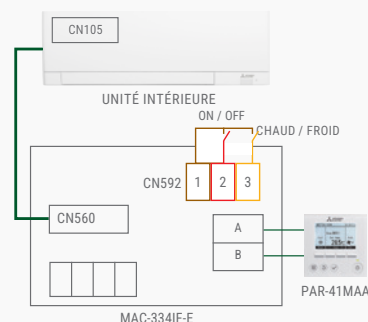 CN105
UNITÉ INTÉRIEURE
ON / OFF
CHAUD / FROID
CN592
1
2
3
CN560
A
B
PAR-41MAA
MAC-334IF-E